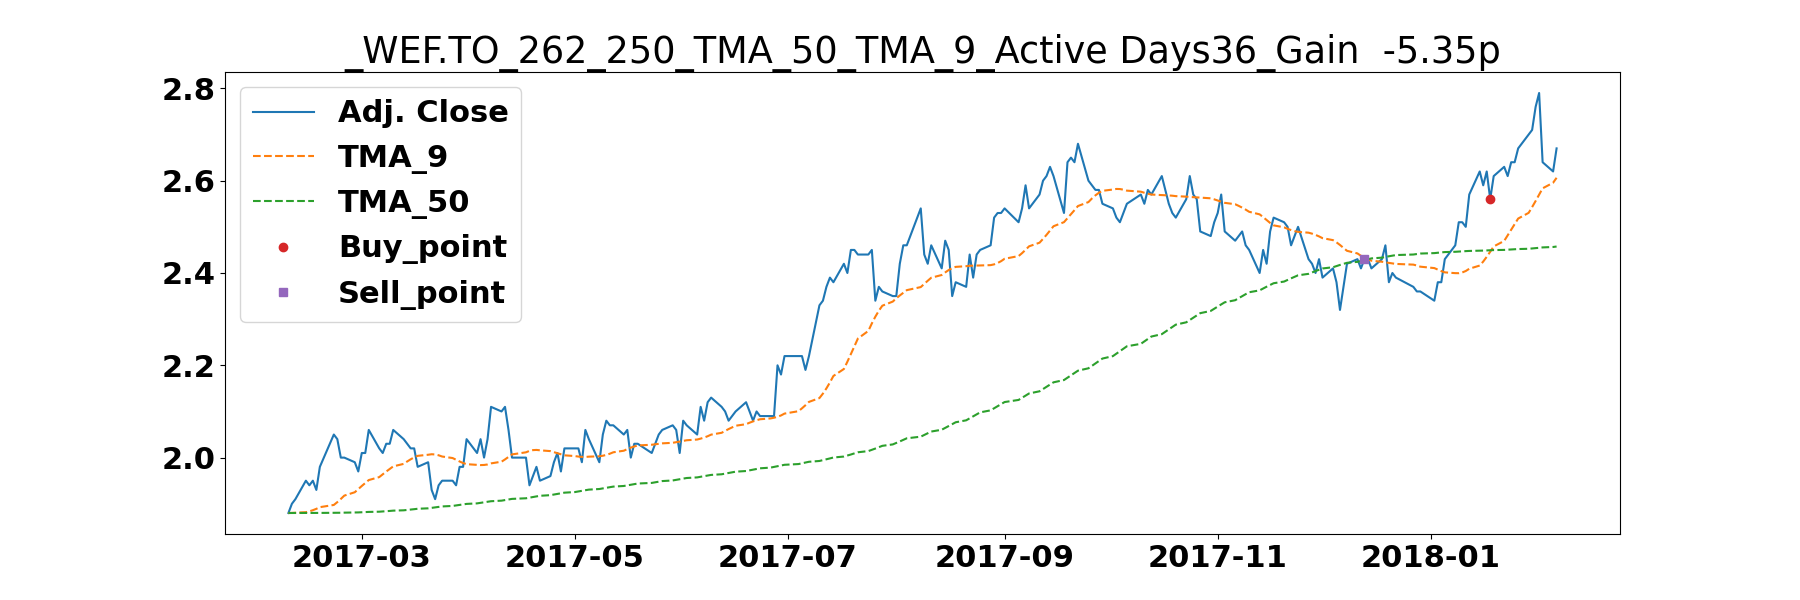 _WEF.TO_262_250_TMA_50_TMA_9_Active Days36_Gain  -5.35p
2.8
2.6
2.4
2.2
2.0
Adj. Close
TMA_9
TMA_50
Buy_point
Sell_point
2017-03 2017-05 2017-07 2017-09 2017-11 2018-01